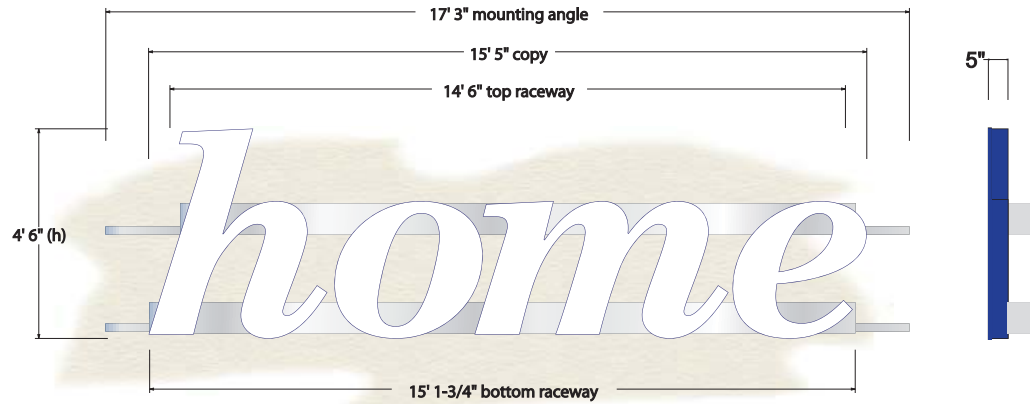 17' 3" mounting angle
15' 5" copy
5"
14' 6" top raceway
home
4' 6" (h)
15' 1-3/4" bottom raceway